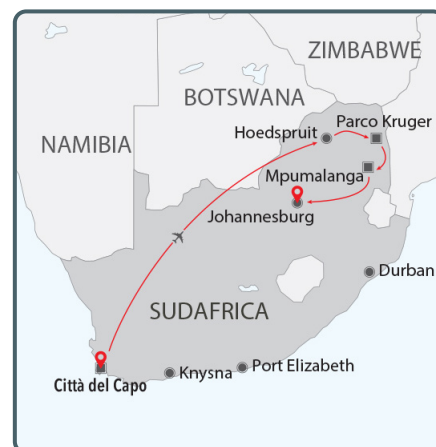 ZIMBABWE
BOTSWANA
NAMIBIA
Hoedspruit
Parco Kruger
Mpumalanga
Johannesburg
Durban
SUDAFRICA
Port Elizabeth
Knysna
Città del Capo